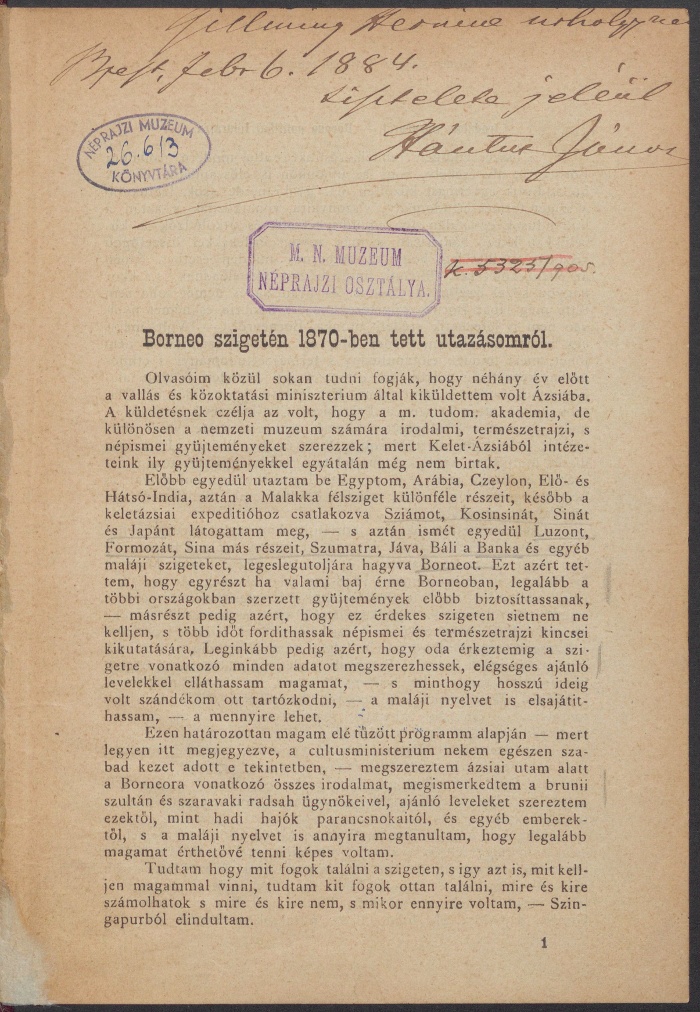 Hermine
Bpest, febr 6. 1884.
tisztelete jeléül
Xántus János
NÉPRAJZI MUZEUM
26.613
KÖNYVTÁRA
M. N. MUZEUM
NÉPRAJZI OSZTÁLYA.
k. 5325/905.
Borneo szigetén 1870-ben tett utazásomról.
Olvasóim közül sokan tudni fogják, hogy néhány év előtt
a vallás és közoktatási miniszterium által kiküldettem volt Ázsiába.
A küldetésnek czélja az volt, hogy a m. tudom. akademia, de
különösen a nemzeti muzeum számára irodalmi, természetrajzi, s
népismei gyüjteményeket szerezzek; mert Kelet-Ázsiából intéze-
teink ily gyüjteményekkel egyátalán még nem birtak.
Előbb egyedül utaztam be Egyptom, Arábia, Czeylon, Elő- és
Hátsó-India, aztán a Malakka félsziget különféle részeit, később a
keletázsiai expeditióhoz csatlakozva Sziámot, Kosinsinát, Sinát
és Japánt látogattam meg, — s aztán ismét egyedül Luzont,
Formozát, Sina más részeit, Szumatra, Jáva, Báli a Banka és egyéb
maláji szigeteket, legeslegutoljára hagyva Borneot. Ezt azért tet-
tem, hogy egyrészt ha valami baj érne Borneoban, legalább a
többi országokban szerzett gyüjtemények előbb biztosíttassanak,
— másrészt pedig azért, hogy ez érdekes szigeten sietnem ne
kelljen, s több időt fordithassak népismei és természetrajzi kincsei
kikutatására. Leginkább pedig azért, hogy oda érkeztemig a szi-
getre vonatkozó minden adatot megszerezhessek, elégséges ajánló
levelekkel elláthassam magamat, — s minthogy hosszú ideig
volt szándékom ott tartózkodni, — a maláji nyelvet is elsajátit-
hassam, — a mennyire lehet.
Ezen határozottan magam elé tűzött programm alapján — mert
legyen itt megjegyezve, a cultusministerium nekem egészen sza-
bad kezet adott e tekintetben, — megszereztem ázsiai utam alatt
a Borneora vonatkozó összes irodalmat, megismerkedtem a brunii
szultán és szaravaki radsah ügynökeivel, ajánló leveleket szereztem
ezektől, mint hadi hajók parancsnokaitól, és egyéb emberek-
től, s a maláji nyelvet is annyira megtanultam, hogy legalább
magamat érthetővé tenni képes voltam.
Tudtam hogy mit fogok találni a szigeten, s igy azt is, mit kell-
jen magammal vinni, tudtam kit fogok ottan találni, mire és kire
számolhatok s mire és kire nem, s mikor ennyire voltam, — Szin-
gapurból elindultam.
1